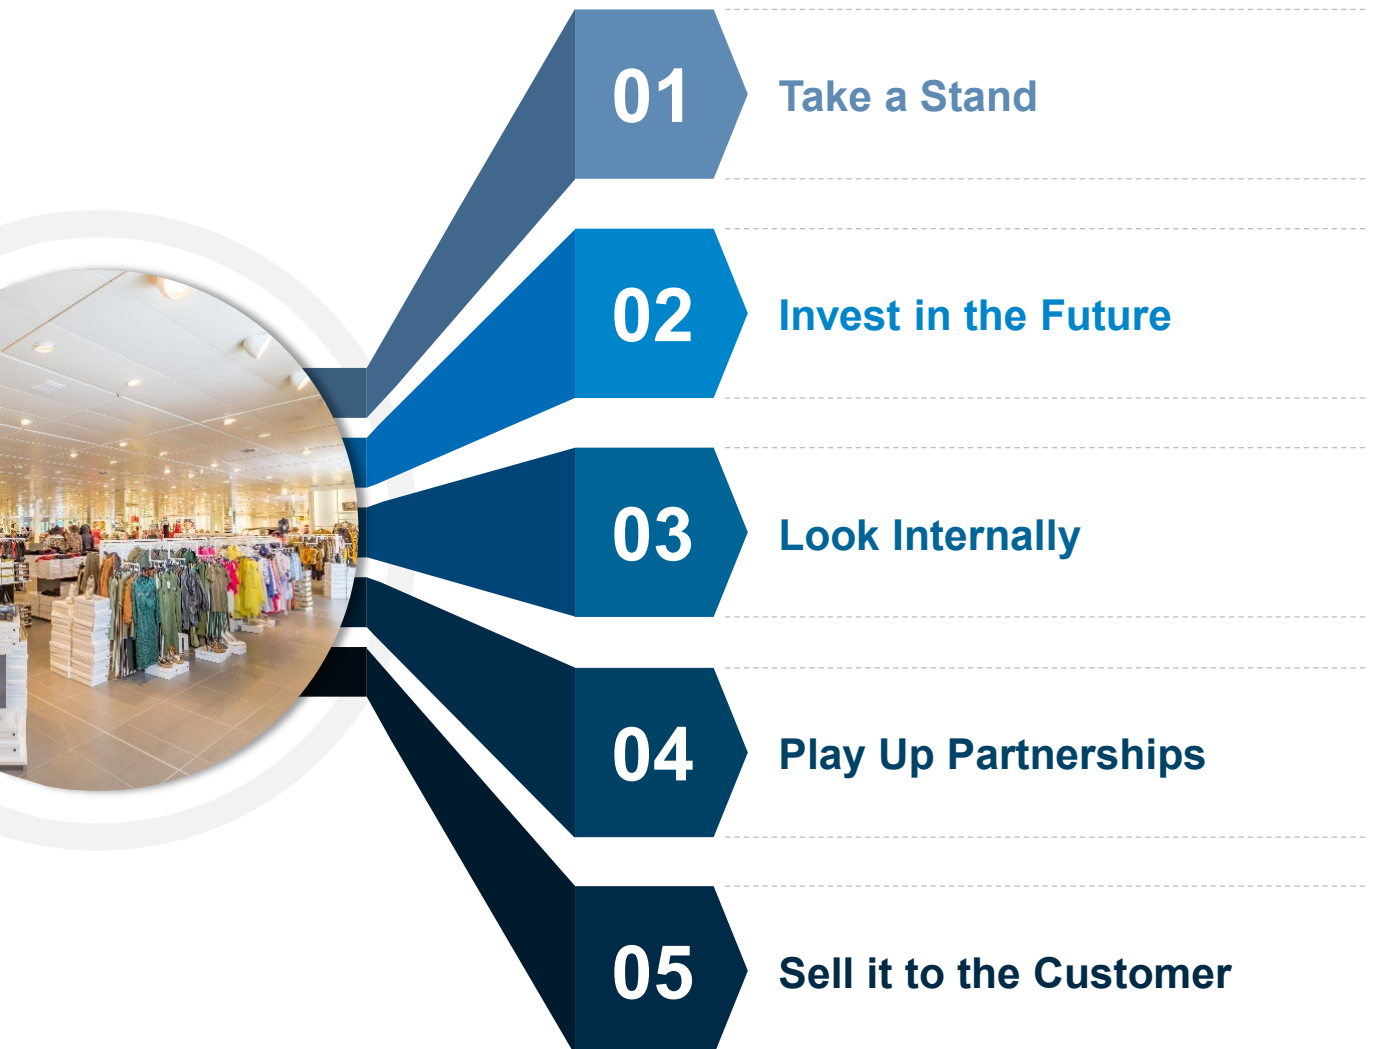 01
Take a Stand
02
Invest in the Future
03
Look Internally
04
Play Up Partnerships
05
Sell it to the Customer